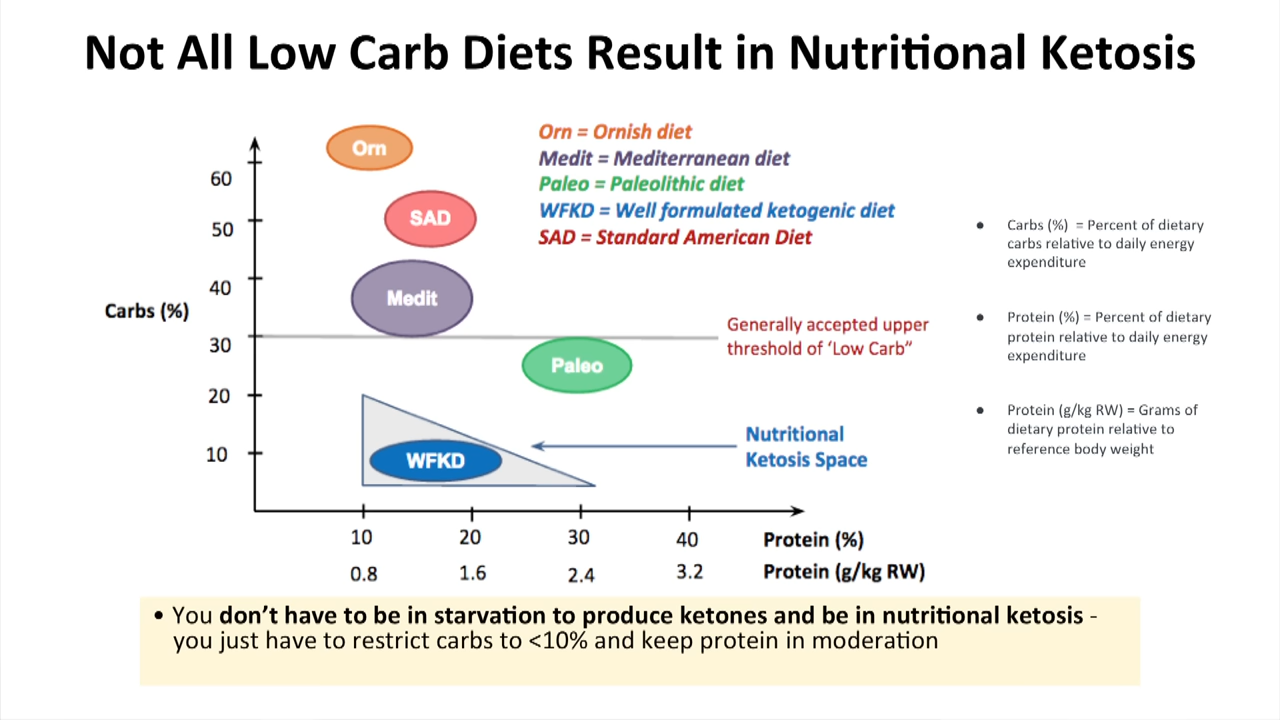 Not All Low Carb Diets Result in Nutritional Ketosis
Orn = Ornish diet
Medit = Mediterranean diet
Paleo = Paleolithic diet
WFKD = Well formulated ketogenic diet
SAD = Standard American Diet
60
50
40
30
20
10
Carbs (%)
Orn
SAD
Medit
Paleo
WFKD
Generally accepted upper
threshold of ‘Low Carb”
Nutritional
Ketosis Space
10 20 30 40 Protein (%)
0.8 1.6 2.4 3.2 Protein (g/kg RW)
• Carbs (%) = Percent of dietary
carbs relative to daily energy
expenditure
• Protein (%) = Percent of dietary
protein relative to daily energy
expenditure
• Protein (g/kg RW) = Grams of
dietary protein relative to
reference body weight
• You don’t have to be in starvation to produce ketones and be in nutritional ketosis -
you just have to restrict carbs to <10% and keep protein in moderation